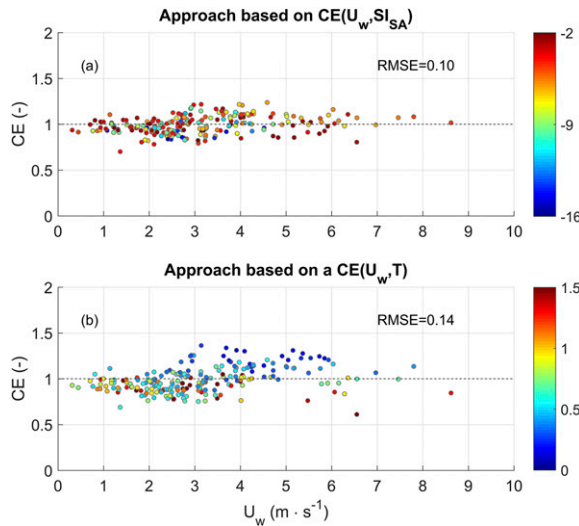 Approach based on CE(U_w,SI_SA)
2
1.5
1
0.5
0
CE (-)
(a)
RMSE=0.10
-2
-9
-16
0 1 2 3 4 5 6 7 8 9 10
Approach based on a CE(U_w,T)
2
1.5
1
0.5
0
CE (-)
(b)
RMSE=0.14
1.5
1
0.5
0
0 1 2 3 4 5 6 7 8 9 10
U_w (m · s⁻¹)